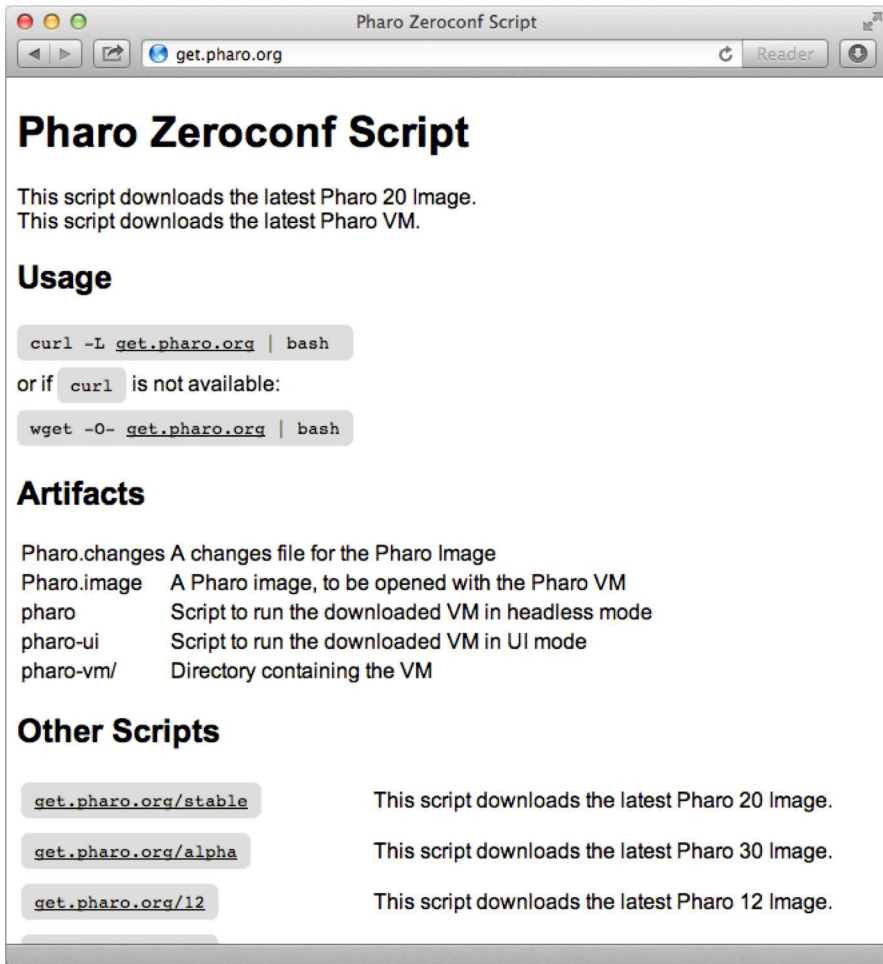 Pharo Zeroconf Script
get.pharo.org
Reader
Pharo Zeroconf Script
This script downloads the latest Pharo 20 Image.
This script downloads the latest Pharo VM.
Usage
curl -L get.pharo.org | bash
or if curl is not available:
wget -O- get.pharo.org | bash
Artifacts
Pharo.changes A changes file for the Pharo Image
Pharo.image A Pharo image, to be opened with the Pharo VM
pharo Script to run the downloaded VM in headless mode
pharo-ui Script to run the downloaded VM in UI mode
pharo-vm/ Directory containing the VM
Other Scripts
get.pharo.org/stable This script downloads the latest Pharo 20 Image.
get.pharo.org/alpha This script downloads the latest Pharo 30 Image.
get.pharo.org/12 This script downloads the latest Pharo 12 Image.